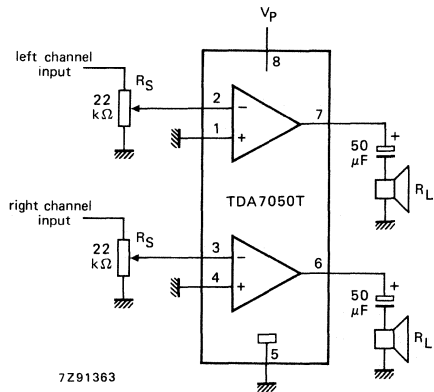 V_P
left channel
input
R_S
22
kΩ
8
2
−
1
+
7
+
50
μF
R_L
TDA7050T
right channel
input
R_S
22
kΩ
3
−
4
+
6
+
50
μF
R_L
5
7Z91363